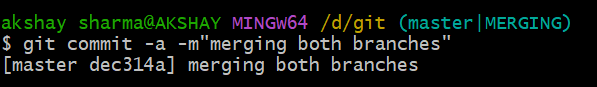 akshay sharma@AKSHAY MINGW64 /d/git (master|MERGING)
$ git commit -a -m"merging both branches"
[master dec314a] merging both branches